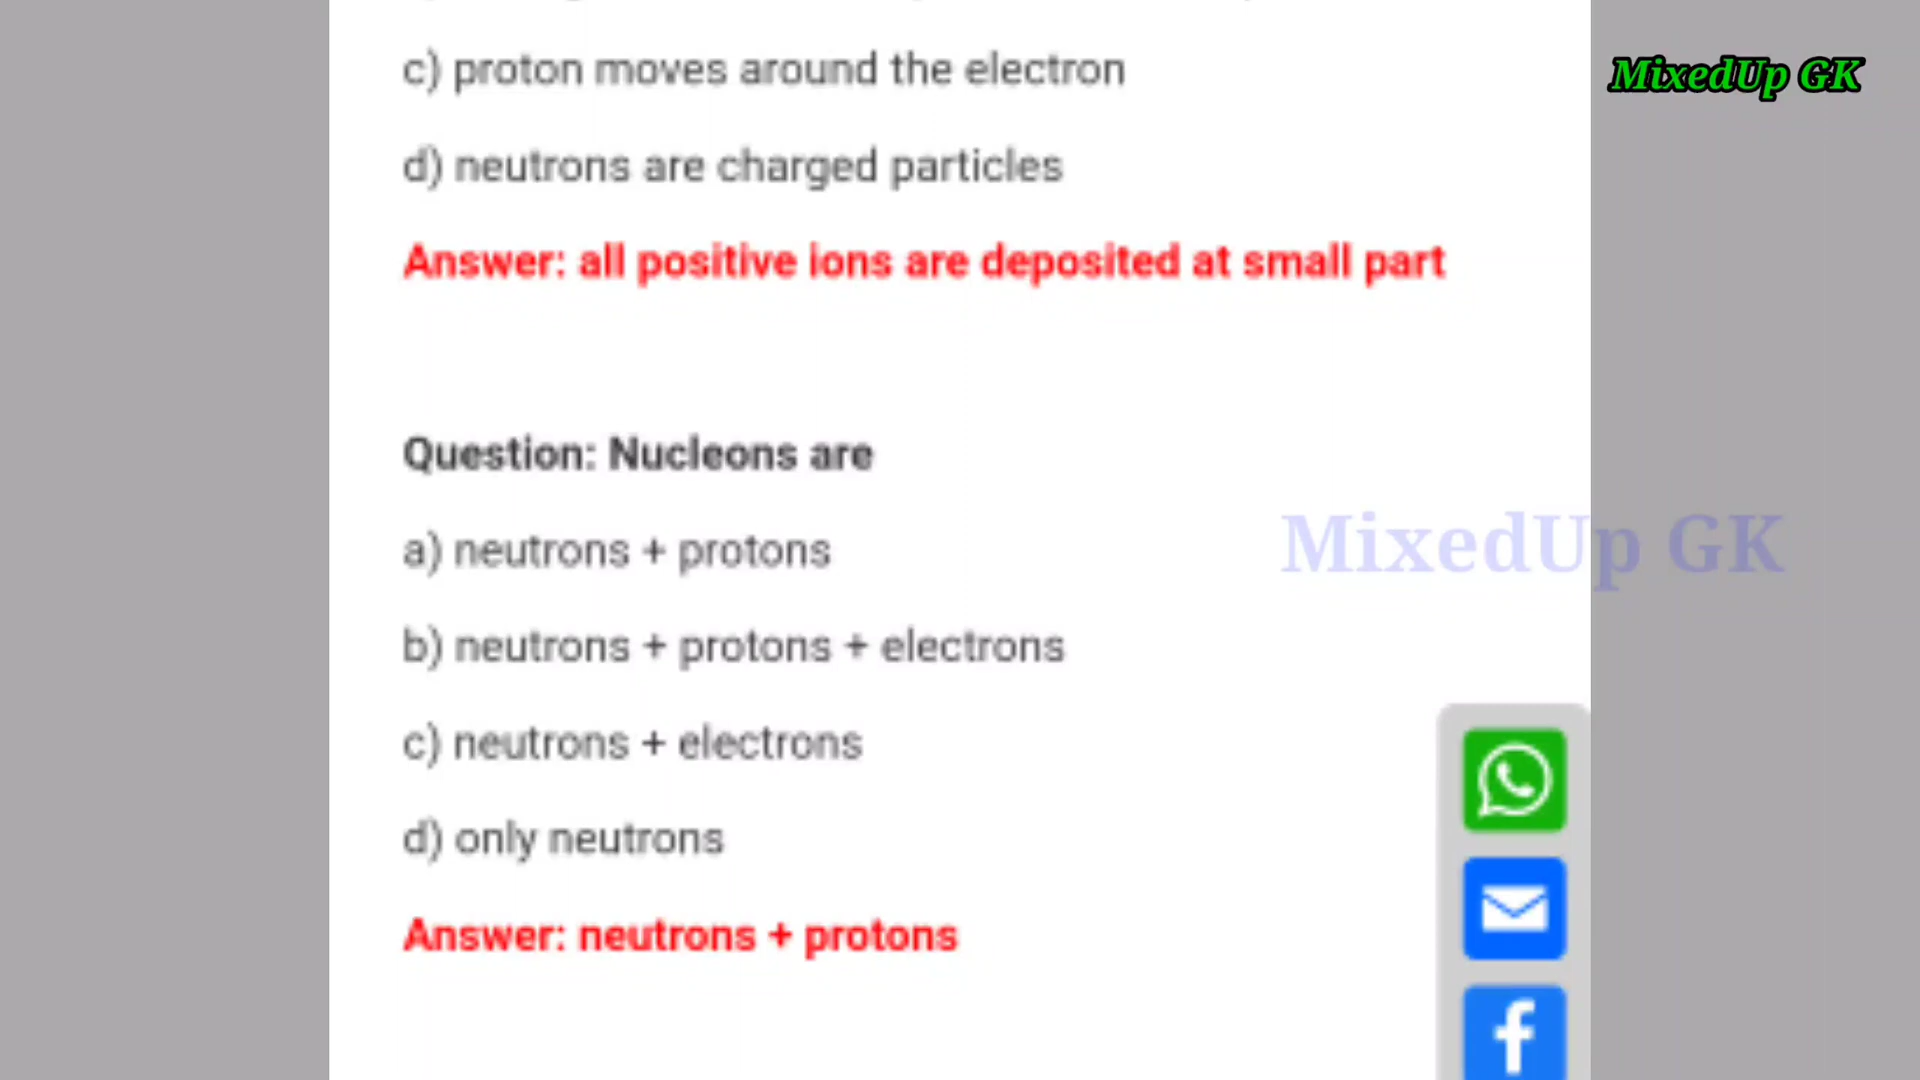 c) proton moves around the electron
MixedUp GK
d) neutrons are charged particles
Answer: all positive ions are deposited at small part
Question: Nucleons are
a) neutrons + protons
MixedUp GK
b) neutrons + protons + electrons
c) neutrons + electrons
d) only neutrons
Answer: neutrons + protons